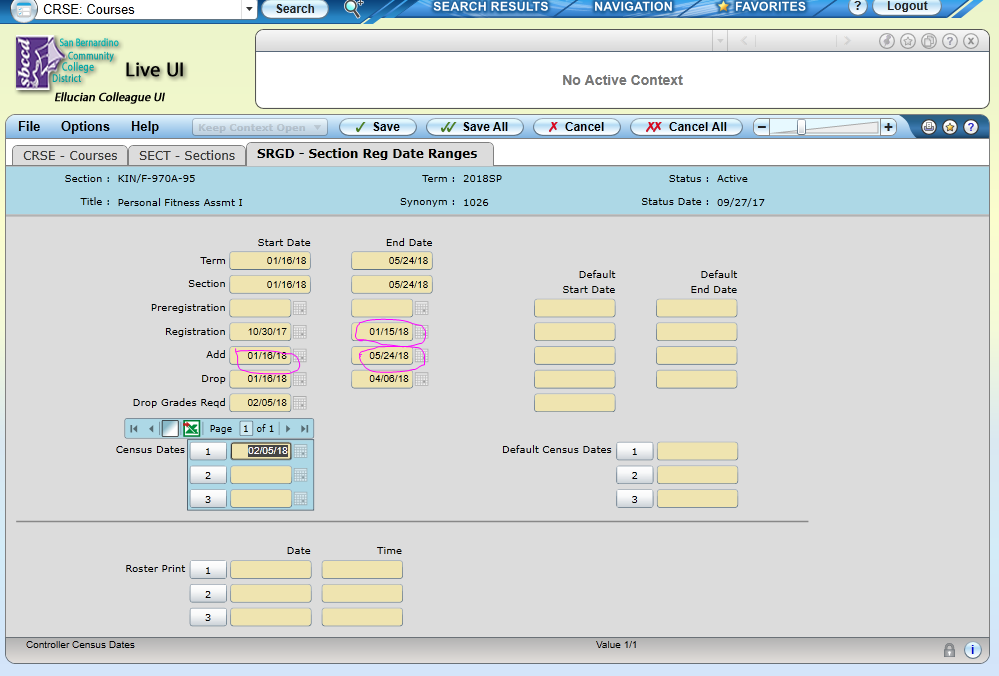 CRSE: Courses Search SEARCH RESULTS NAVIGATION FAVORITES ? Logout
sbccd San Bernardino Community College District Live UI
Ellucian Colleague UI
No Active Context
File Options Help Keep Context Open Save Save All Cancel Cancel All
CRSE - Courses SECT - Sections SRGD - Section Reg Date Ranges
Section : KIN/F-970A-95 Term : 2018SP Status : Active
Title : Personal Fitness Assmt I Synonym : 1026 Status Date : 09/27/17
Start Date End Date
Term 01/16/18 05/24/18
Default Start Date Default End Date
Section 01/16/18 05/24/18
Preregistration
Registration 10/30/17 01/15/18
Add 01/16/18 05/24/18
Drop 01/16/18 04/06/18
Drop Grades Reqd 02/05/18
Page 1 of 1
Census Dates 1 02/05/18 Default Census Dates 1
2 2
3 3
Date Time
Roster Print 1
2
3
Controller Census Dates Value 1/1